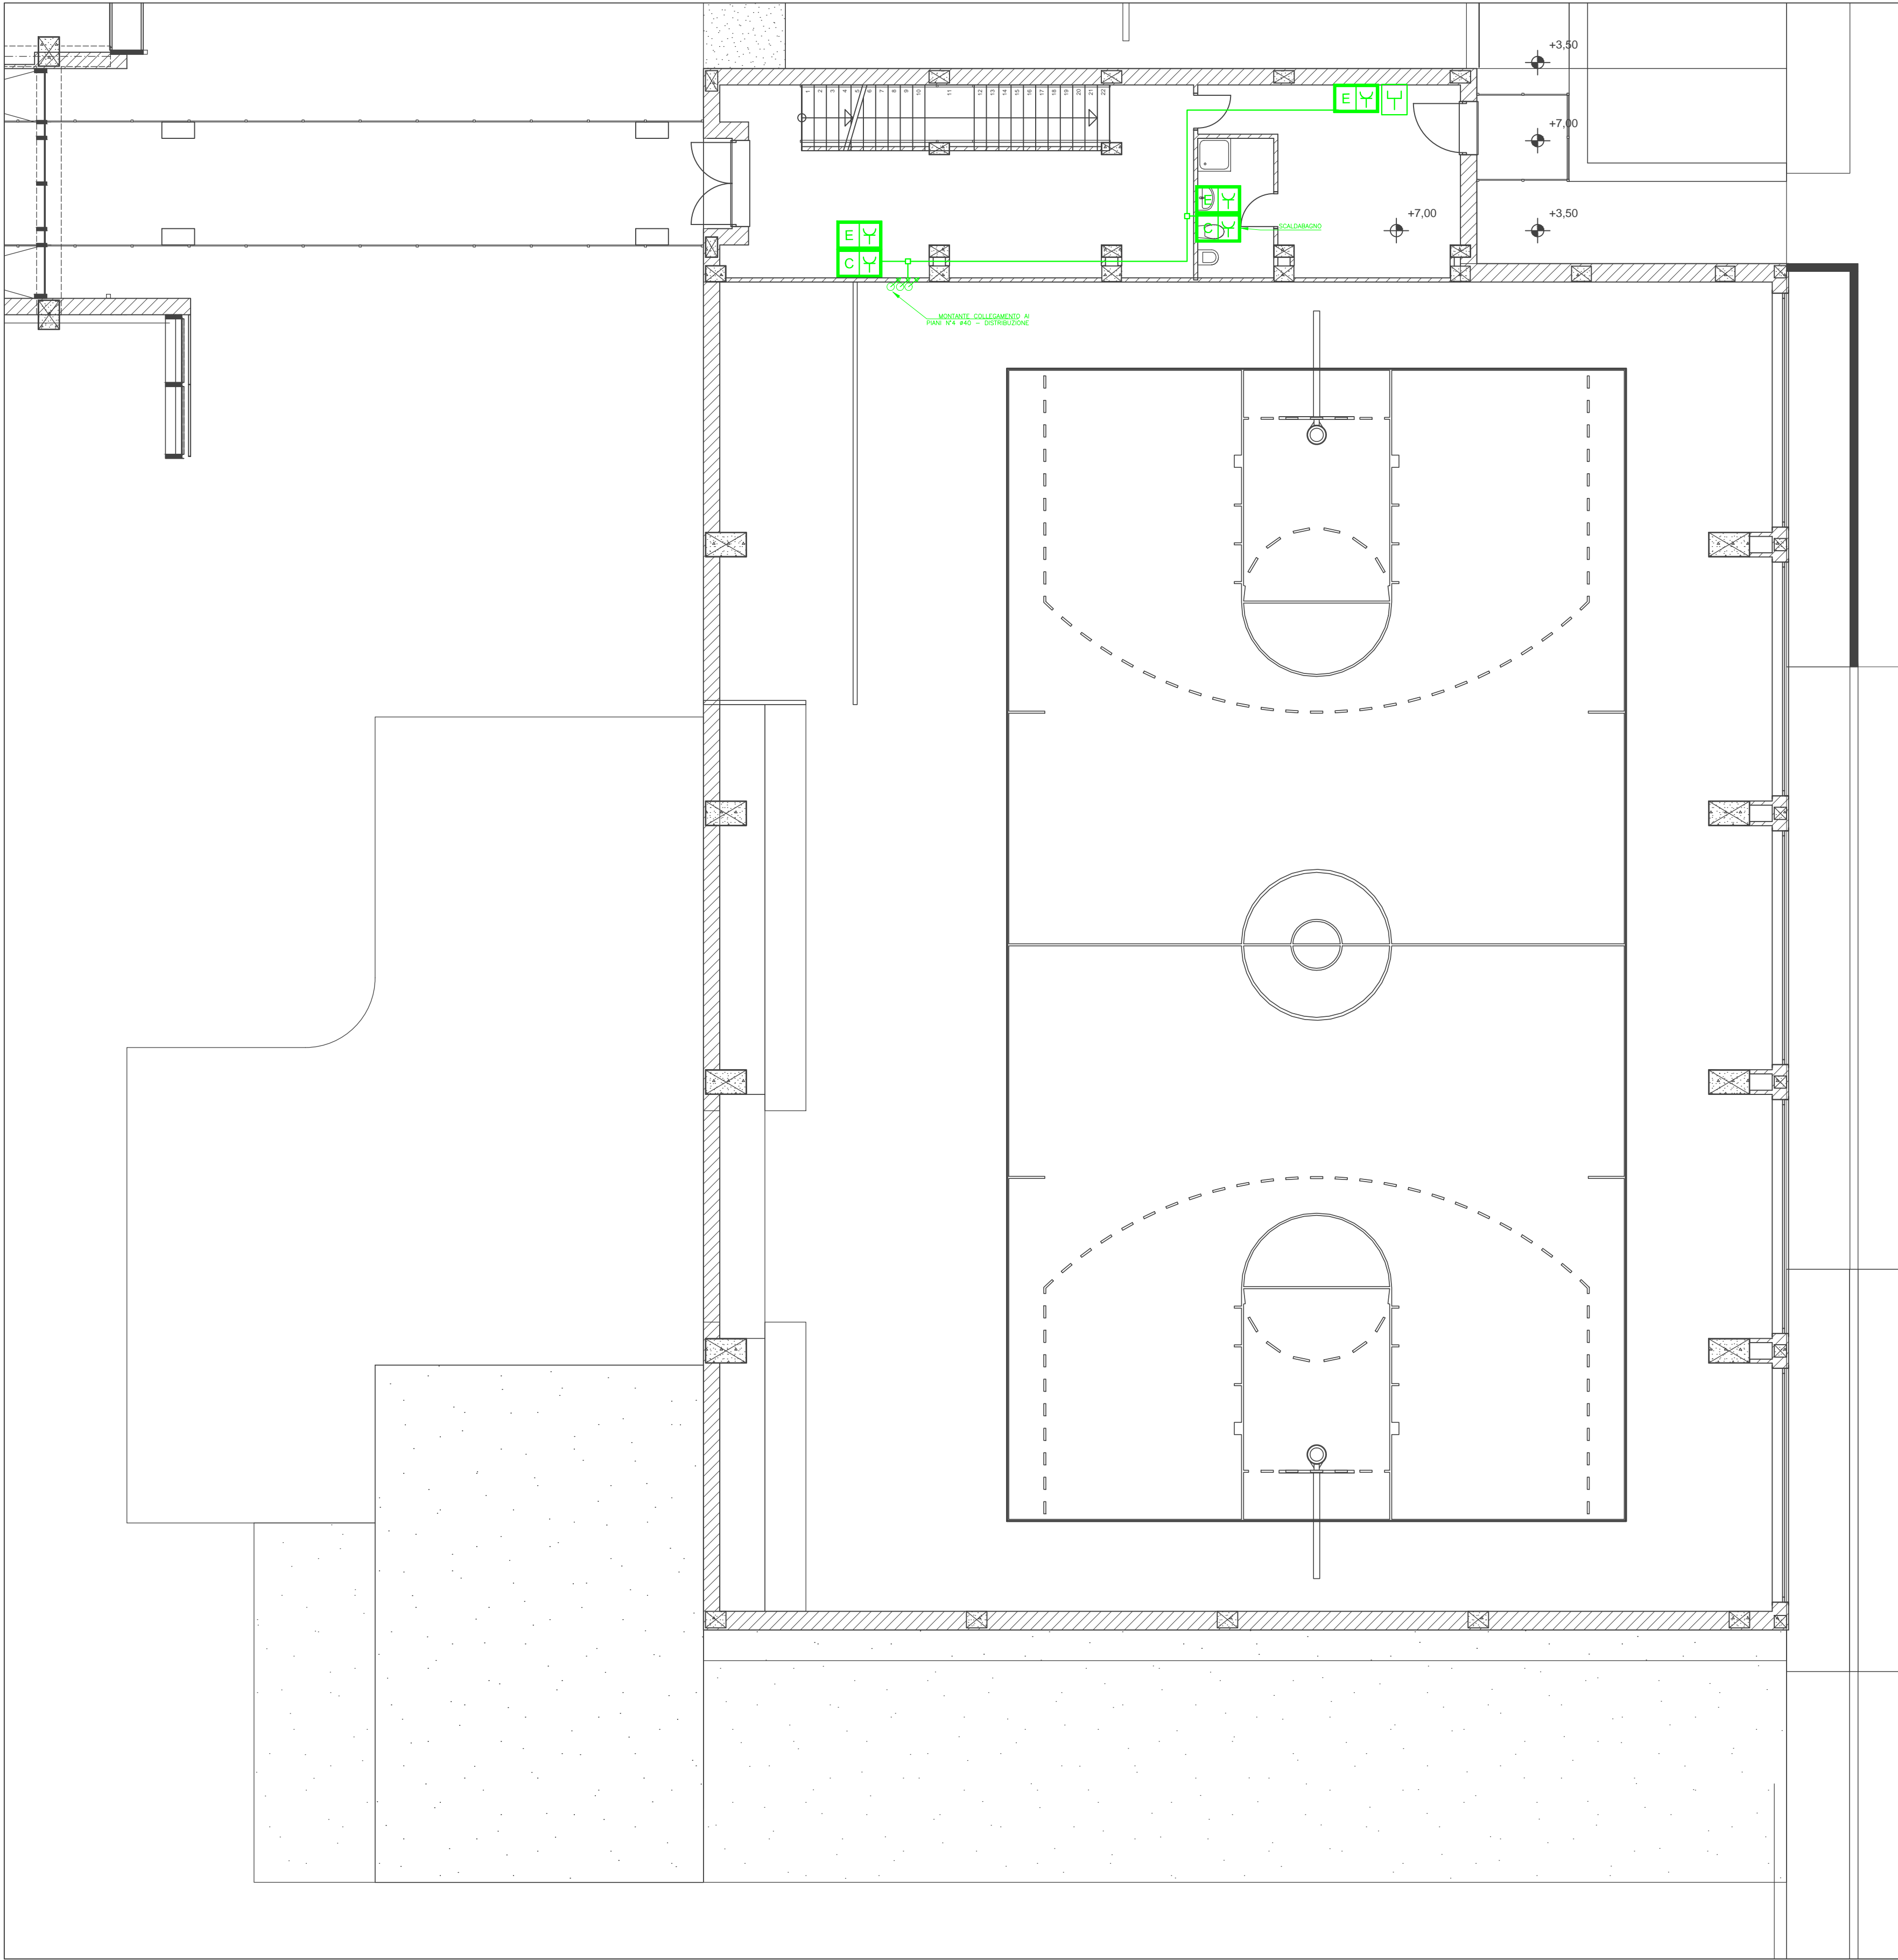 +3,50
1 2 3 4 5 6 7 8 9 10 11 12 13 14 15 16 17 18 19 20 21 22
E
+7,00
E
C
SCALDABAGNO
+7,00
+3,50
E
C
MONTANTE COLLEGAMENTO AI
PIANI N°4 ø40 - DISTRIBUZIONE